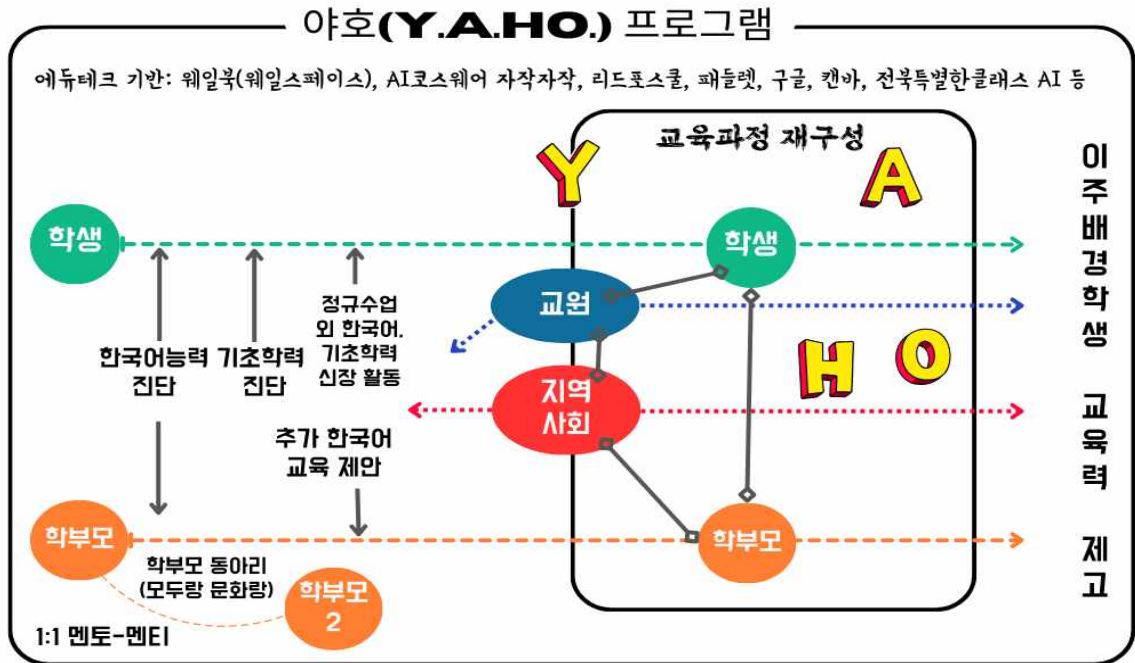 야호(Y.A.HO.) 프로그램
에듀테크 기반: 웨일북(웨일스페이스), AI코스웨어 자작자작, 리드포스쿨, 패들렛, 구글, 캔바, 전북특별한클래스 AI 등
교육과정 재구성
Y
A
H
O
학생
학생
교원
지역
사회
한국어능력
진단
기초학력
진단
정규수업
외 한국어,
기초학력
신장 활동
추가 한국어
교육 제안
학부모
학부모
학부모 동아리
(모두랑 문화랑)
학부모
2
1:1 멘토-멘티
이주배경학생 교육력 제고